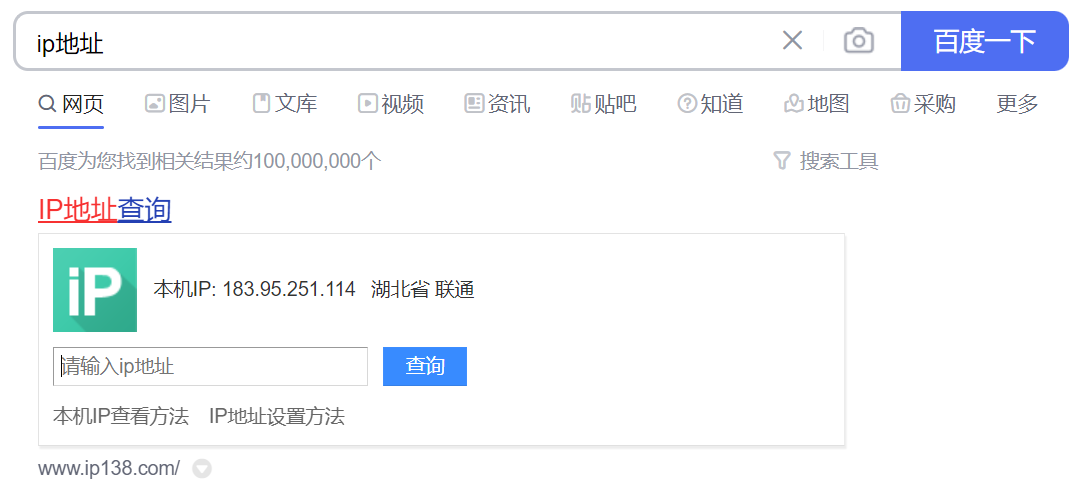 ip地址 百度一下
网页 图片 文库 视频 资讯 贴 贴吧 知道 地图 采购 更多
百度为您找到相关结果约100,000,000个 搜索工具
IP地址查询
iP 本机IP: 183.95.251.114 湖北省 联通
请输入ip地址 查询
本机IP查看方法 IP地址设置方法
www.ip138.com/